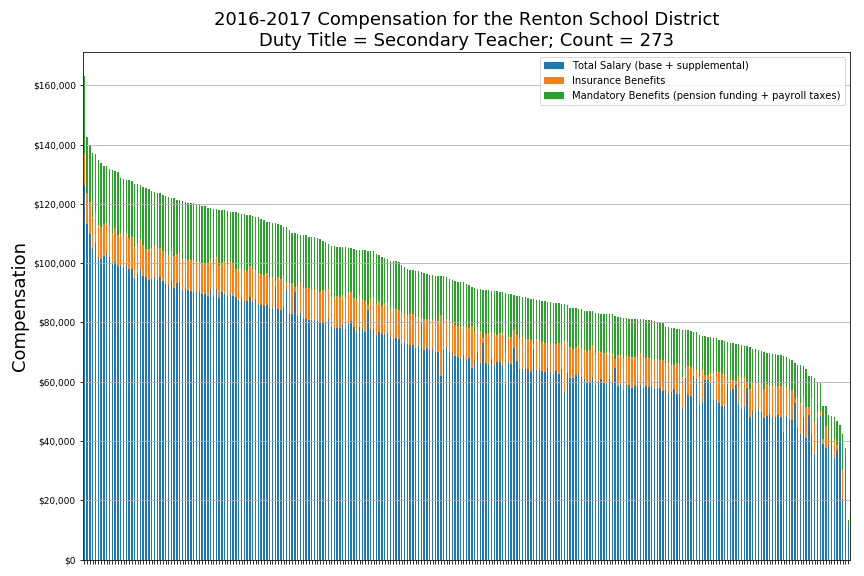 2016-2017 Compensation for the Renton School District
Duty Title = Secondary Teacher; Count = 273
Total Salary (base + supplemental)
Insurance Benefits
Mandatory Benefits (pension funding + payroll taxes)
Compensation
$160,000
$140,000
$120,000
$100,000
$80,000
$60,000
$40,000
$20,000
$0